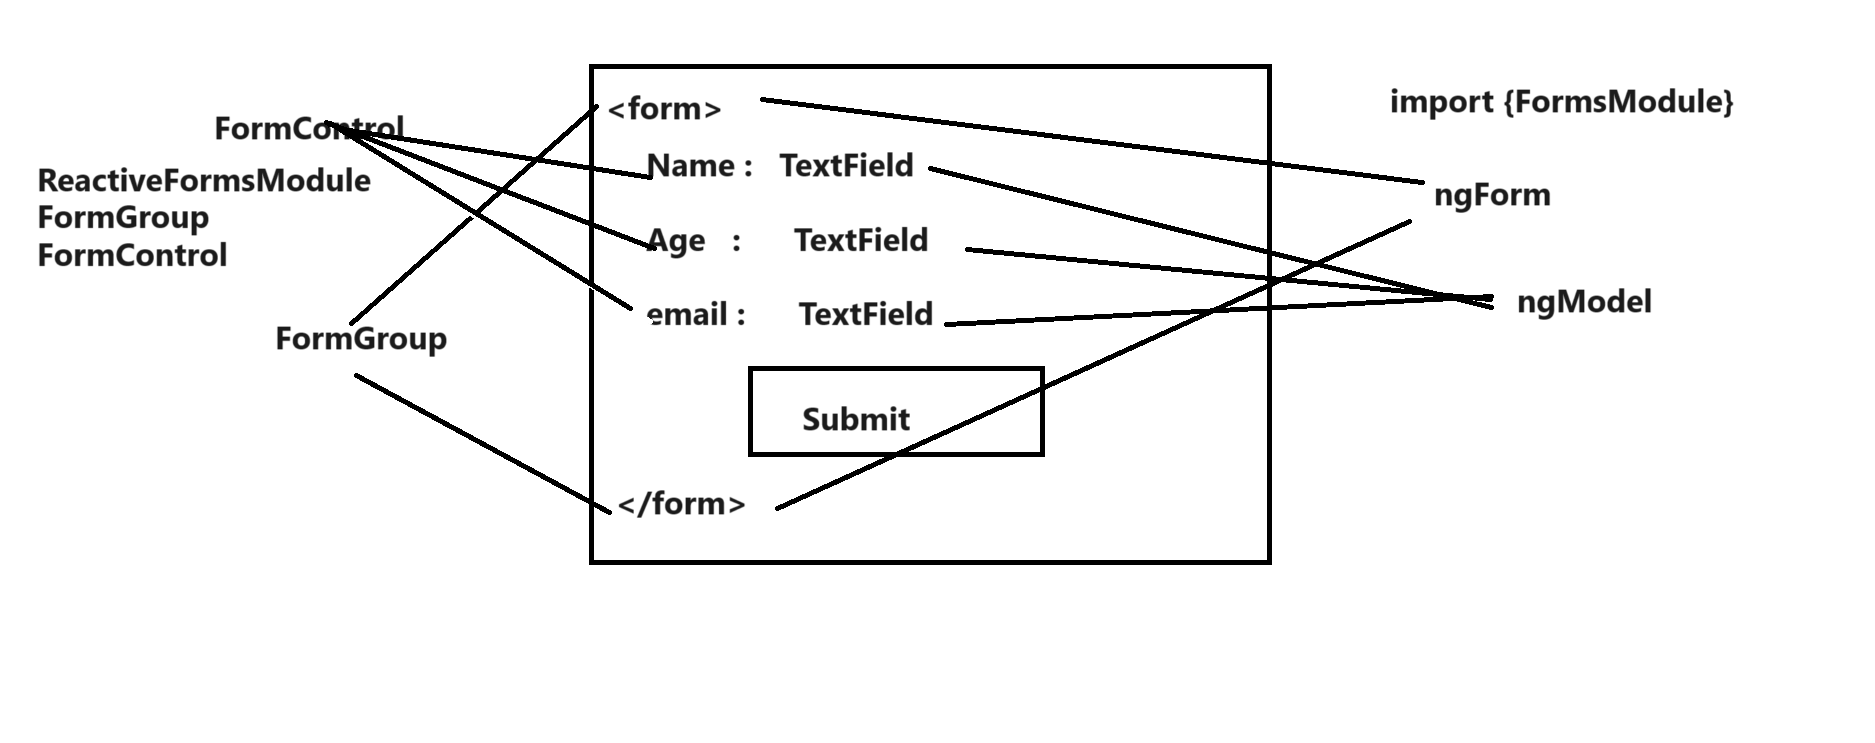 FormControl
ReactiveFormsModule
FormGroup
FormControl
FormGroup
<form>
Name : TextField
Age : TextField
email : TextField
Submit
</form>
import {FormsModule}
ngForm
ngModel